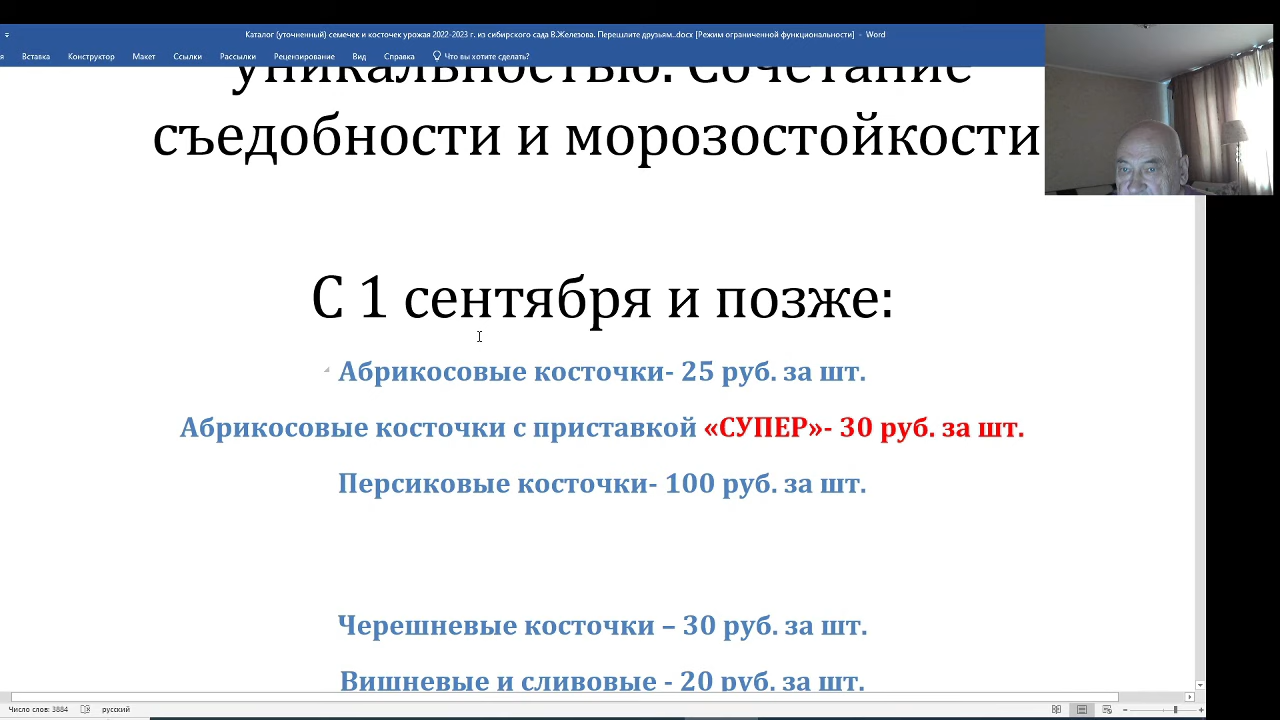 Каталог (уточненный) семечек и косточек урожая 2022-2023 г. из сибирского сада В.Железова. Перешлите друзьям..docx [Режим ограниченной функциональности] - Word
Вставка Конструктор Макет Ссылки Рассылки Рецензирование Вид Справка Что вы хотите сделать?
уникальностью. Сочетание
съедобности и морозостойкости
С 1 сентября и позже:
Абрикосовые косточки- 25 руб. за шт.
Абрикосовые косточки с приставкой «СУПЕР»- 30 руб. за шт.
Персиковые косточки- 100 руб. за шт.
Черешневые косточки – 30 руб. за шт.
Вишневые и сливовые - 20 руб. за шт.
Число слов: 3884 русский